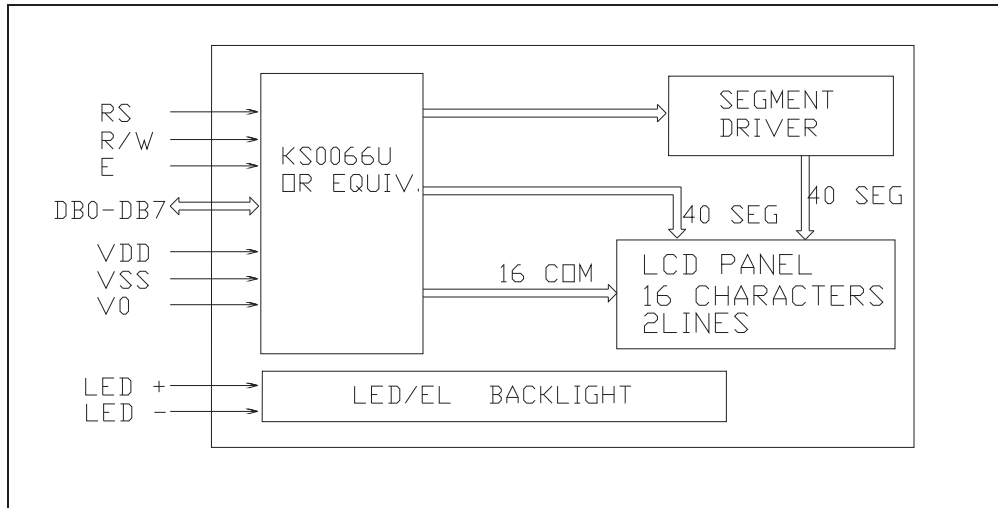 RS
R/W
E
DB0-DB7
VDD
VSS
V0
LED +
LED -
KS0066U
OR EQUIV.
SEGMENT
DRIVER
40 SEG
40 SEG
16 COM
LCD PANEL
16 CHARACTERS
2LINES
LED/EL BACKLIGHT